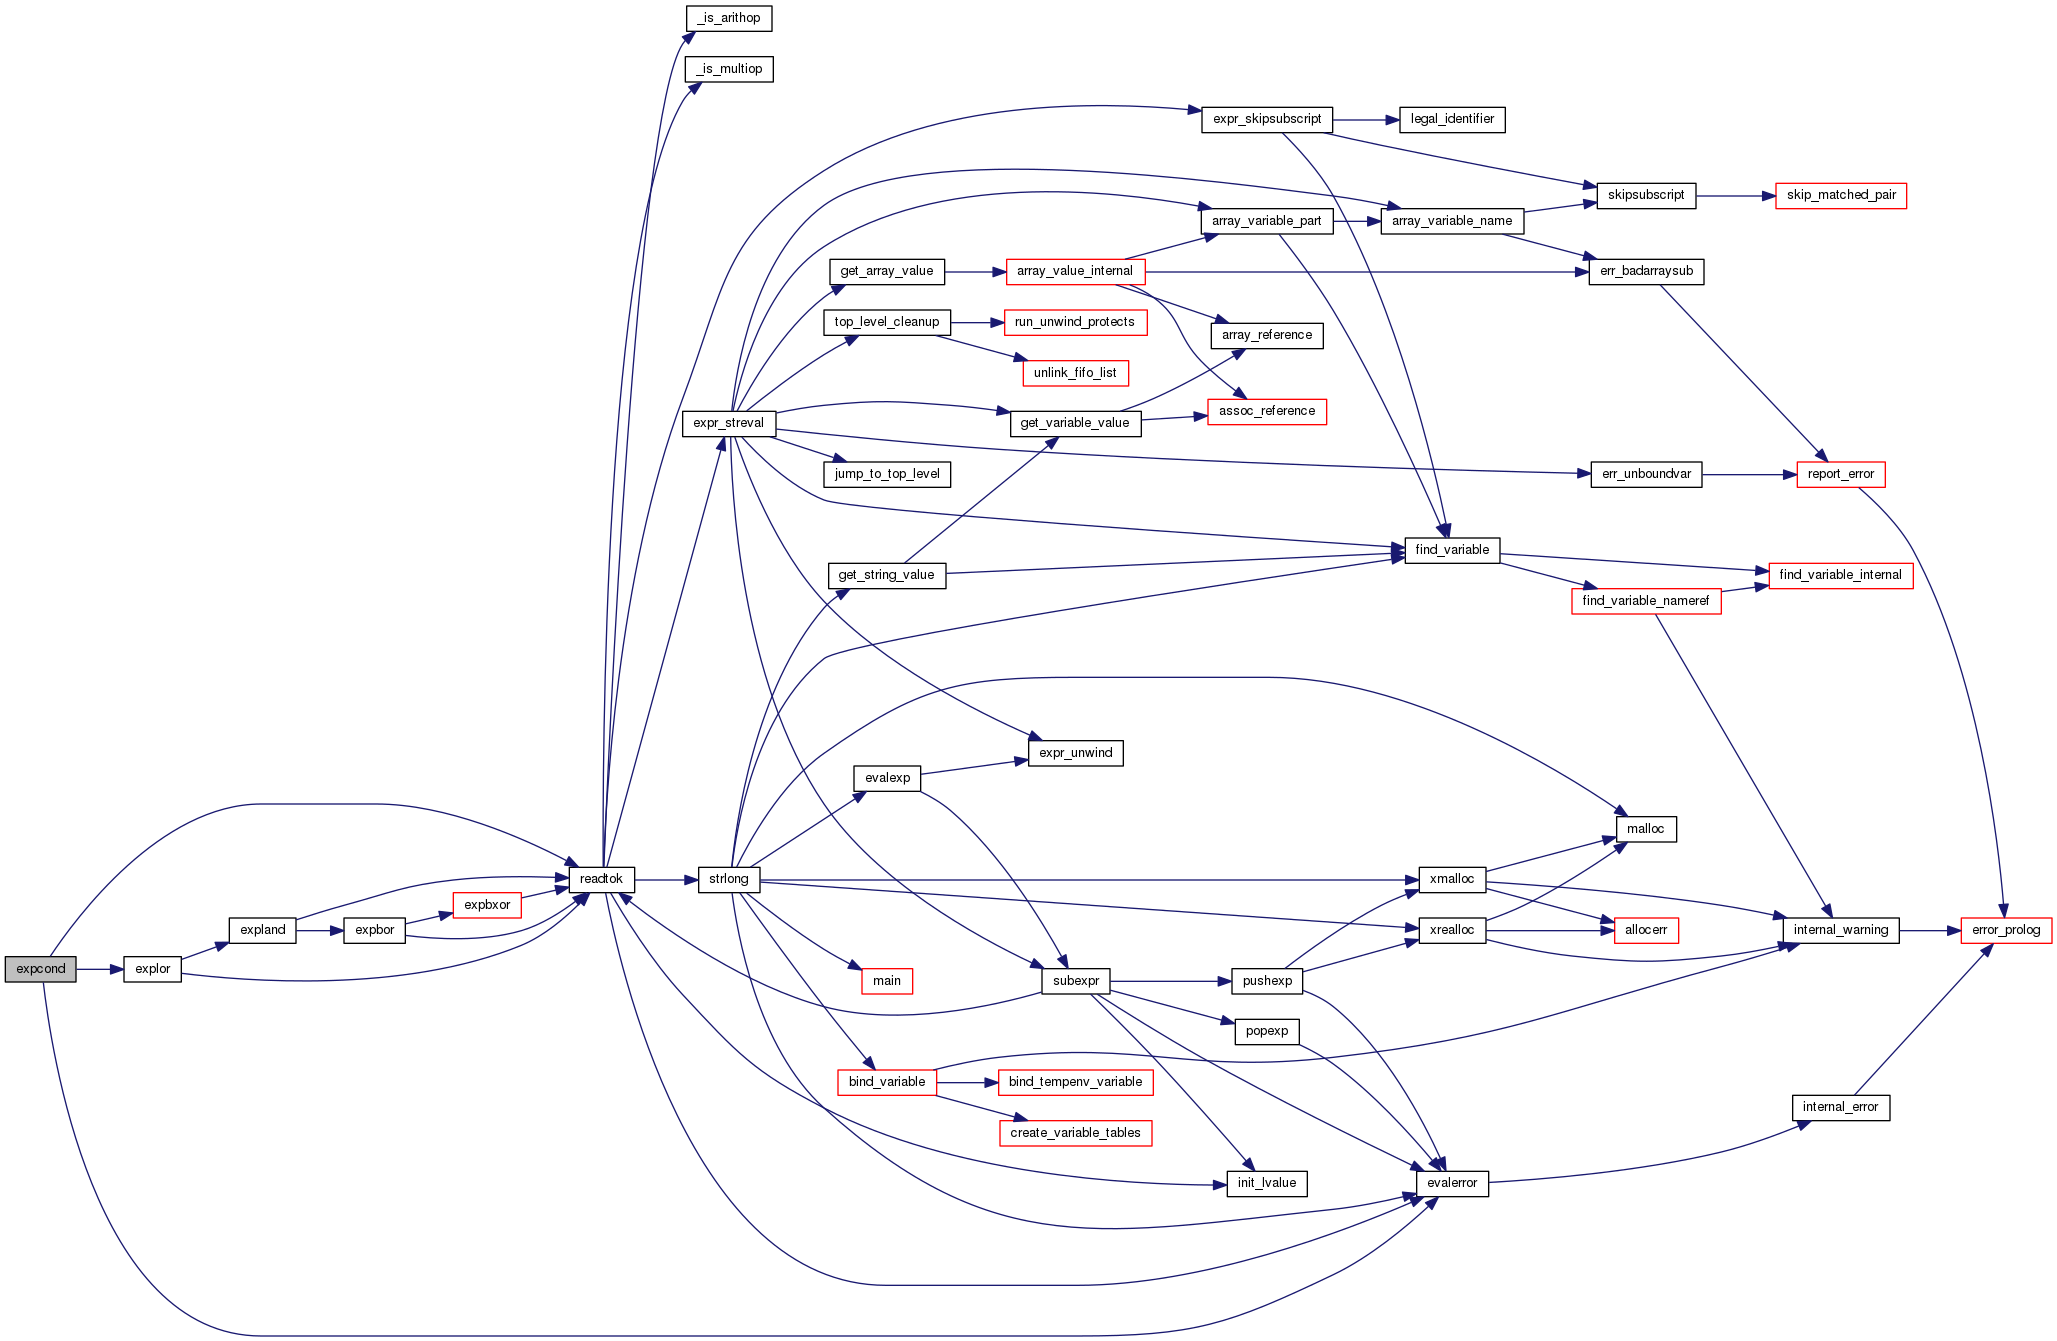 _is_arithop
_is_multiop
expr_skipsubscript
legal_identifier
skipsubscript
skip_matched_pair
array_variable_part
array_variable_name
get_array_value
array_value_internal
err_badarraysub
top_level_cleanup
run_unwind_protects
array_reference
unlink_fifo_list
assoc_reference
expr_streval
get_variable_value
jump_to_top_level
err_unboundvar
report_error
find_variable
get_string_value
find_variable_internal
find_variable_nameref
expr_unwind
evalexp
malloc
readtok
strlong
xmalloc
expbxor
expland
expbor
xrealloc
allocerr
internal_warning
error_prolog
expcond
explor
main
subexpr
pushexp
popexp
bind_variable
bind_tempenv_variable
internal_error
create_variable_tables
init_lvalue
evalerror